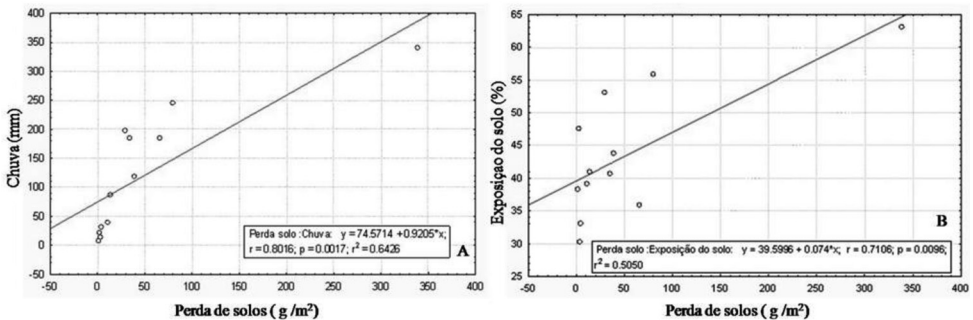 400
350
300
250
200
150
100
50
0
-50
Chuva (mm)
Perda solo :Chuva: y = 74.5714 +0.9205*x;
r = 0.8016; p = 0.0017; r² = 0.6426
A
-50 0 50 100 150 200 250 300 350 400
Perda de solos ( g /m²)
65
60
55
50
45
40
35
30
25
Exposiçao do solo (%)
B
Perda solo :Exposição do solo: y = 39.5996 + 0.074*x; r = 0.7106; p = 0.0096;
r² = 0.5050
-50 0 50 100 150 200 250 300 350 400
Perda de solos ( g /m²)